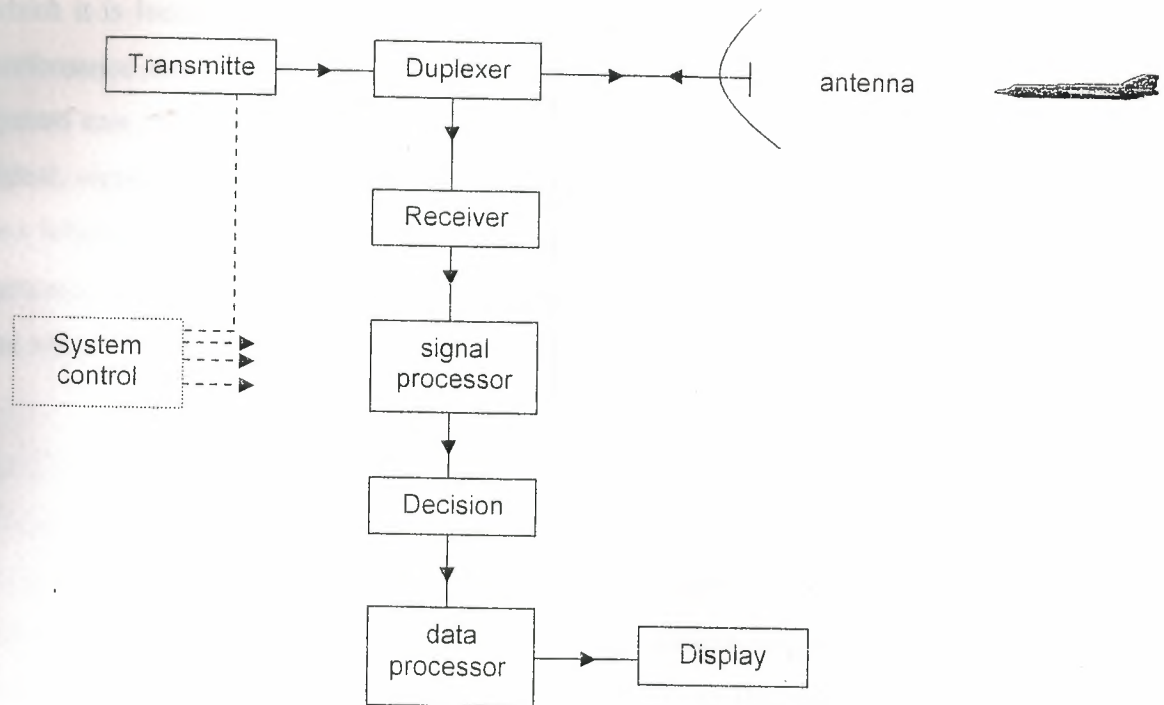 Transmitte
Duplexer
antenna
Receiver
System
control
signal
processor
Decision
data
processor
Display